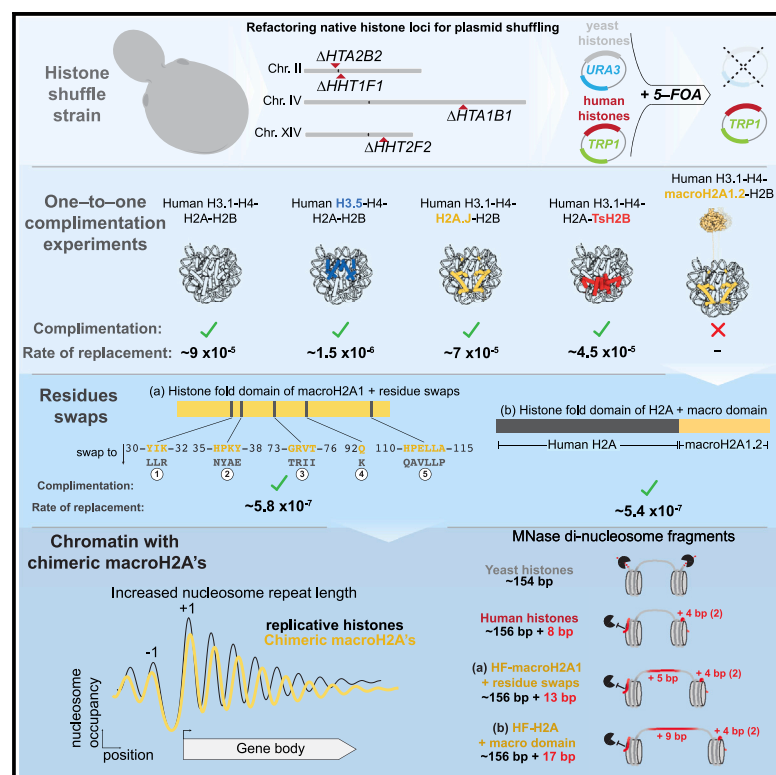 Refactoring native histone loci for plasmid shuffling
Histone
shuffle
strain
Chr. II
ΔHTA2B2
ΔHHT1F1
Chr. IV
ΔHTA1B1
Chr. XIV
ΔHHT2F2
yeast
histones
URA3
human
histones
TRP1
+ 5–FOA
TRP1
One–to–one
complimentation
experiments
Human H3.1-H4-
H2A-H2B
Human H3.5-H4-
H2A-H2B
Human H3.1-H4-
H2A.J-H2B
Human H3.1-H4-
H2A-TsH2B
Human H3.1-H4-
macroH2A1.2-H2B
Complimentation:
✓ ✓ ✓ ✓ ✗
Rate of replacement:
~9 x10⁻⁵
~1.5 x10⁻⁶
~7 x10⁻⁵
~4.5 x10⁻⁵
–
Residues
swaps
(a) Histone fold domain of macroH2A1 + residue swaps
30-YIK-32 35-HPKY-38 73-GRVT-76 92Q 110-HPELLA-115
swap to
LLR NYAE TRII K QAVLLP
1 2 3 4 5
Complimentation:
✓
Rate of replacement:
~5.8 x10⁻⁷
(b) Histone fold domain of H2A + macro domain
Human H2A
macroH2A1.2
✓
~5.4 x10⁻⁷
Chromatin with
chimeric macroH2A's
Increased nucleosome repeat length
+1
-1
replicative histones
Chimeric macroH2A's
nucleosome
occupancy
position
Gene body
MNase di-nucleosome fragments
Yeast histones
~154 bp
Human histones
~156 bp + 8 bp
+ 4 bp (2)
(a) HF-macroH2A1
+ residue swaps
~156 bp + 13 bp
+ 5 bp
+ 4 bp (2)
(b) HF-H2A
+ macro domain
~156 bp + 17 bp
+ 9 bp
+ 4 bp (2)